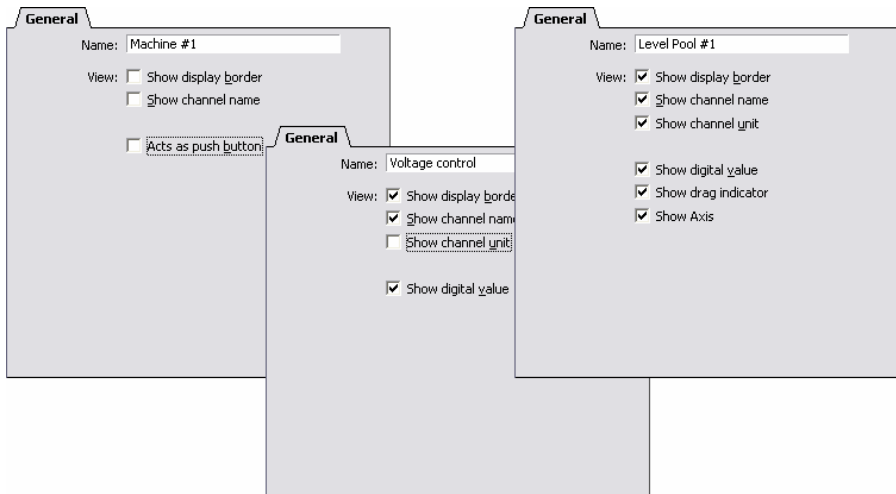 General
Name: Machine #1
View: Show display border
Show channel name
Acts as push button
General
Name: Voltage control
View: Show display borde
Show channel nam
Show channel unit
Show digital value
General
Name: Level Pool #1
View: Show display border
Show channel name
Show channel unit
Show digital value
Show drag indicator
Show Axis